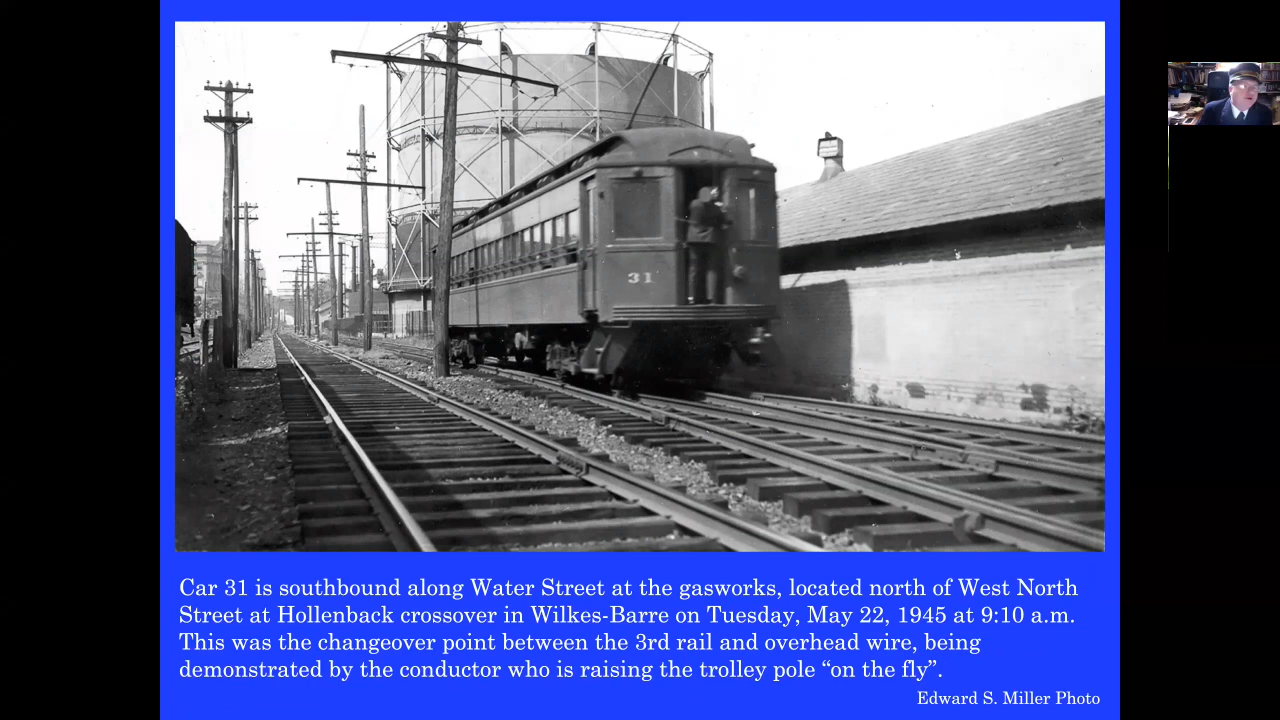 31
Car 31 is southbound along Water Street at the gasworks, located north of West North
Street at Hollenback crossover in Wilkes-Barre on Tuesday, May 22, 1945 at 9:10 a.m.
This was the changeover point between the 3rd rail and overhead wire, being
demonstrated by the conductor who is raising the trolley pole “on the fly”.
Edward S. Miller Photo